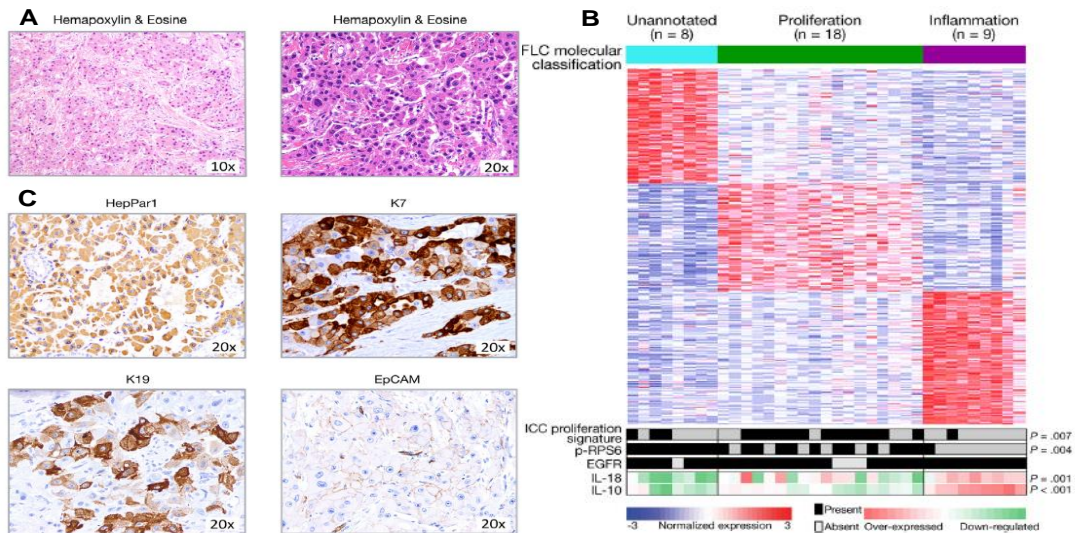 A
Hemapoxylin & Eosine
10x
Hemapoxylin & Eosine
20x
C
HepPar1
20x
K7
20x
K19
20x
EpCAM
20x
B
Unannotated
(n = 8)
Proliferation
(n = 18)
Inflammation
(n = 9)
FLC molecular
classification
ICC proliferation
signature
P = .007
p-RPS6
P = .004
EGFR
IL-18
P = .001
IL-10
P < .001
-3 Normalized expression 3
Present
Absent
Over-expressed
Down-regulated